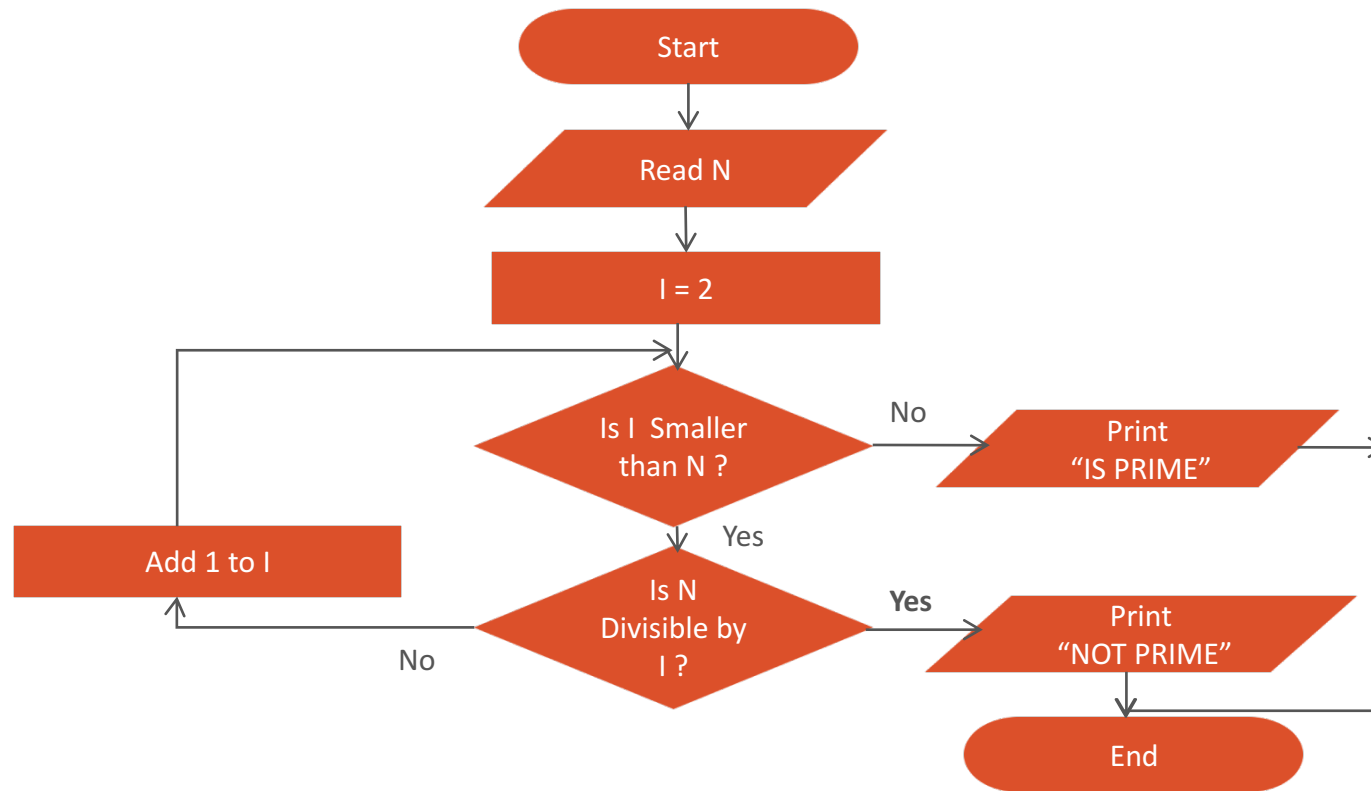 Start
Read N
I = 2
Is I Smaller
than N ?
No
Print
“IS PRIME”
Yes
Add 1 to I
Is N
Divisible by
I ?
Yes
Print
“NOT PRIME”
No
End